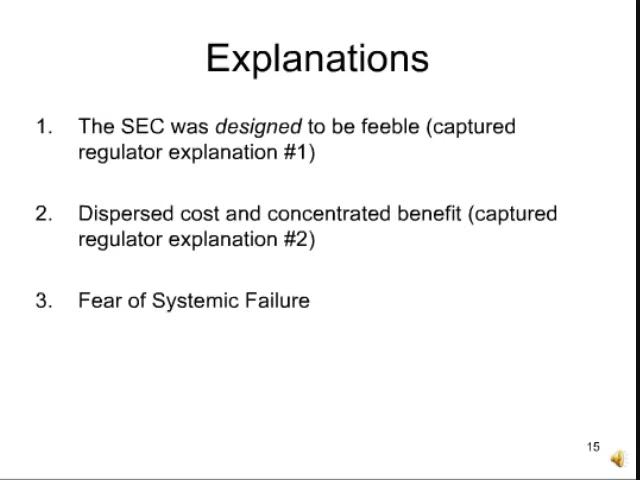 Explanations
1. The SEC was designed to be feeble (captured
regulator explanation #1)
2. Dispersed cost and concentrated benefit (captured
regulator explanation #2)
3. Fear of Systemic Failure
15